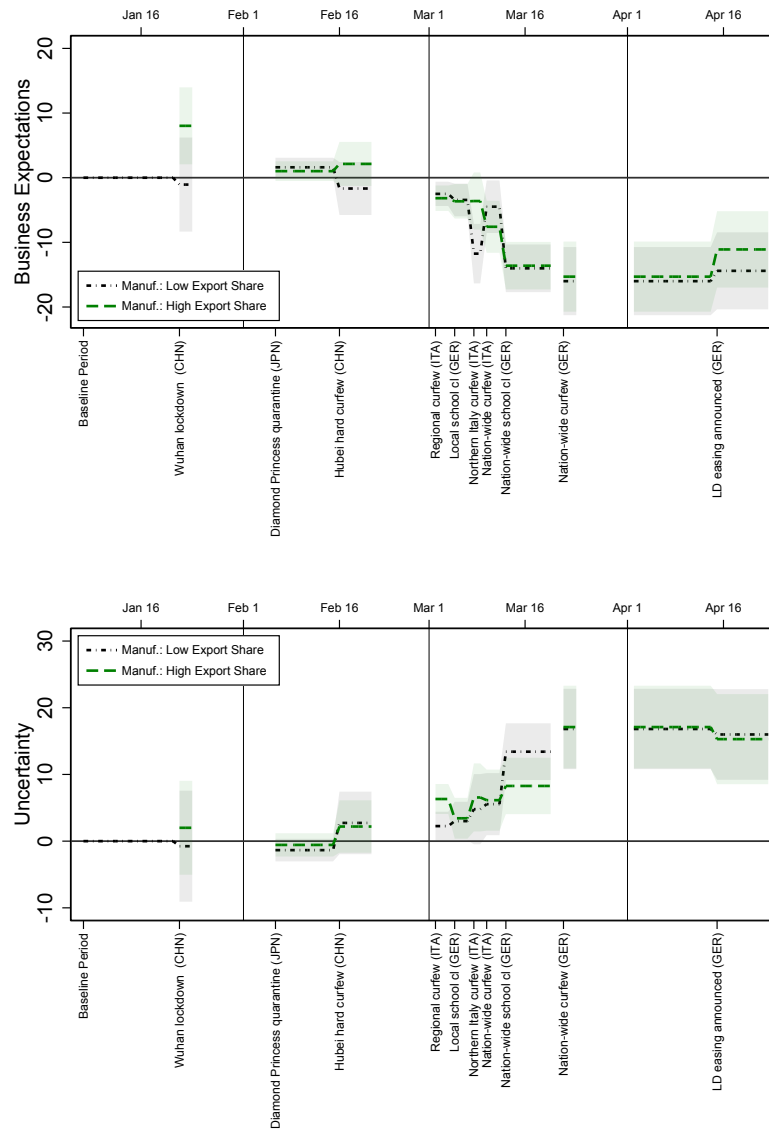 Jan 16 Feb 1 Feb 16 Mar 1 Mar 16 Apr 1 Apr 16
Business Expectations
20
10
0
-10
-20
Manuf.: Low Export Share
Manuf.: High Export Share
Baseline Period
Wuhan lockdown (CHN)
Diamond Princess quarantine (JPN)
Hubei hard curfew (CHN)
Regional curfew (ITA)
Local school cl (GER)
Northern Italy curfew (ITA)
Nation-wide curfew (ITA)
Nation-wide school cl (GER)
Nation-wide curfew (GER)
LD easing announced (GER)
Jan 16 Feb 1 Feb 16 Mar 1 Mar 16 Apr 1 Apr 16
Uncertainty
30
20
10
0
-10
Manuf.: Low Export Share
Manuf.: High Export Share
Baseline Period
Wuhan lockdown (CHN)
Diamond Princess quarantine (JPN)
Hubei hard curfew (CHN)
Regional curfew (ITA)
Local school cl (GER)
Northern Italy curfew (ITA)
Nation-wide curfew (ITA)
Nation-wide school cl (GER)
Nation-wide curfew (GER)
LD easing announced (GER)